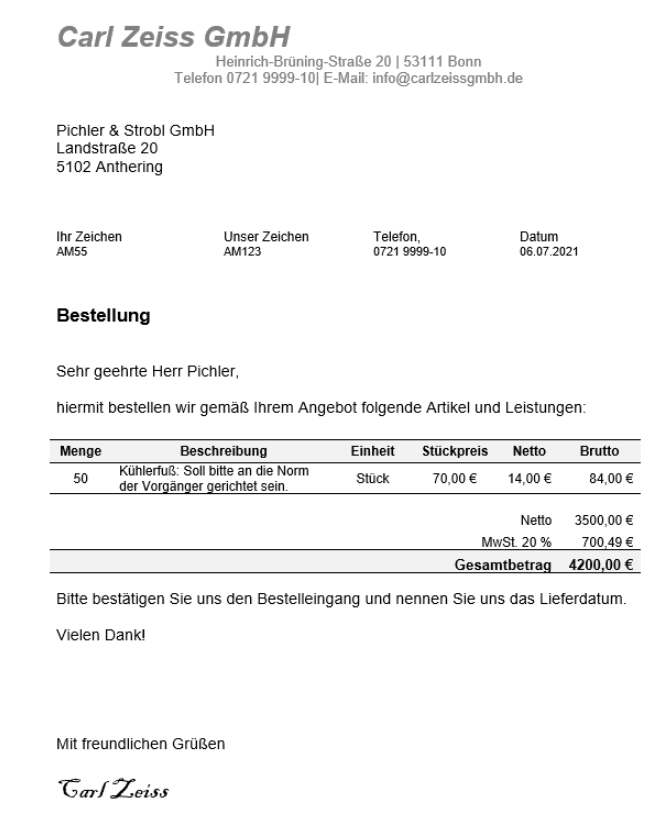 Carl Zeiss GmbH
Heinrich-Brüning-Straße 20 | 53111 Bonn
Telefon 0721 9999-10| E-Mail: info@carlzeissgmbh.de
Pichler & Strobl GmbH
Landstraße 20
5102 Anthering
Ihr Zeichen Unser Zeichen Telefon, Datum
AM55 AM123 0721 9999-10 06.07.2021
Bestellung
Sehr geehrte Herr Pichler,
hiermit bestellen wir gemäß Ihrem Angebot folgende Artikel und Leistungen:
Menge Beschreibung Einheit Stückpreis Netto Brutto
50 Kühlerfuß: Soll bitte an die Norm der Vorgänger gerichtet sein. Stück 70,00 € 14,00 € 84,00 €
Netto 3500,00 €
MwSt. 20 % 700,49 €
Gesamtbetrag 4200,00 €
Bitte bestätigen Sie uns den Bestelleingang und nennen Sie uns das Lieferdatum.
Vielen Dank!
Mit freundlichen Grüßen
Carl Zeiss